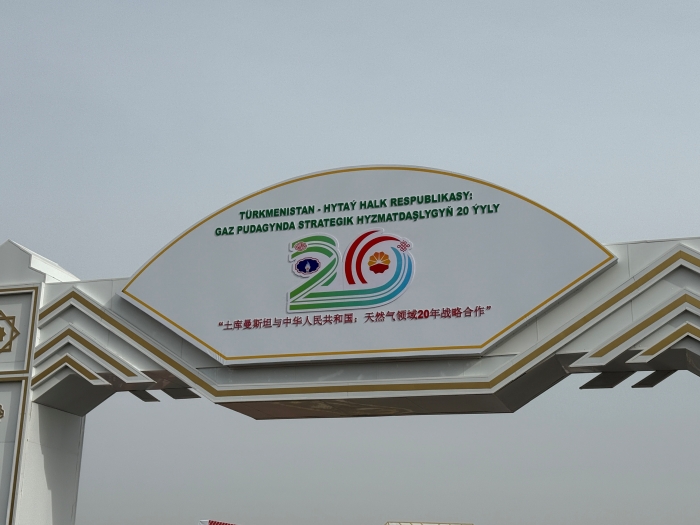 TÜRKMENISTAN - HYTAÝ HALK RESPUBLIKASY:
GAZ PUDAGYNDA STRATEGIK HYZMATDAŞLYGYŇ 20 ÝYLY
20
“土库曼斯坦与中华人民共和国：天然气领域20年战略合作”